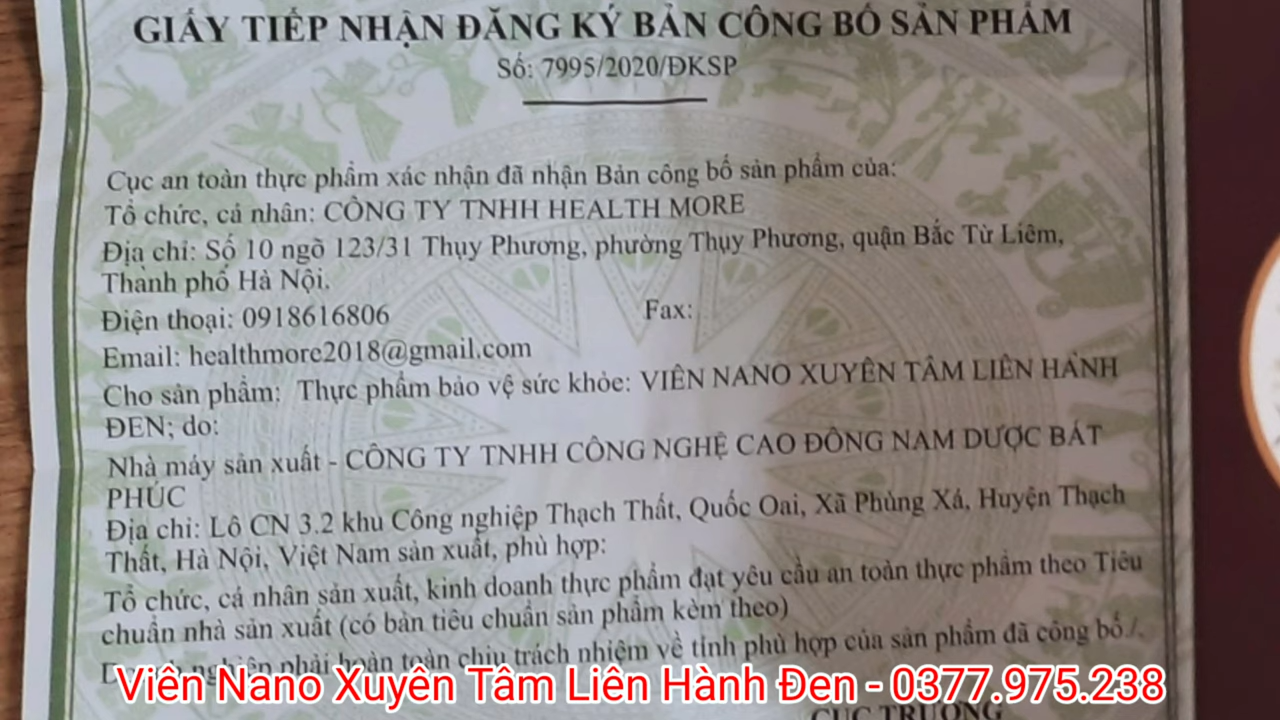 GIẤY TIẾP NHẬN ĐĂNG KÝ BẢN CÔNG BỐ SẢN PHẨM
Số: 7995/2020/ĐKSP
Cục an toàn thực phẩm xác nhận đã nhận Bản công bố sản phẩm của:
Tổ chức, cá nhân: CÔNG TY TNHH HEALTH MORE
Địa chỉ: Số 10 ngõ 123/31 Thụy Phương, phường Thụy Phương, quận Bắc Từ Liêm,
Thành phố Hà Nội.
Điện thoại: 0918616806 Fax:
Email: healthmore2018@gmail.com
Cho sản phẩm: Thực phẩm bảo vệ sức khỏe: VIÊN NANO XUYÊN TÂM LIÊN HÀNH
ĐEN; do:
Nhà máy sản xuất - CÔNG TY TNHH CÔNG NGHỆ CAO ĐÔNG NAM DƯỢC BÁT
PHÚC
Địa chỉ: Lô CN 3.2 khu Công nghiệp Thạch Thất, Quốc Oai, Xã Phùng Xá, Huyện Thạch
Thất, Hà Nội, Việt Nam sản xuất, phù hợp:
Tổ chức, cá nhân sản xuất, kinh doanh thực phẩm đạt yêu cầu an toàn thực phẩm theo Tiêu
chuẩn nhà sản xuất (có bản tiêu chuẩn sản phẩm kèm theo)
nghiệp phải hoàn toàn chịu trách nhiệm về tính phù hợp của sản phẩm đã công bố./.
Viên Nano Xuyên Tâm Liên Hành Đen - 0377.975.238
CỤC TRƯỞNG